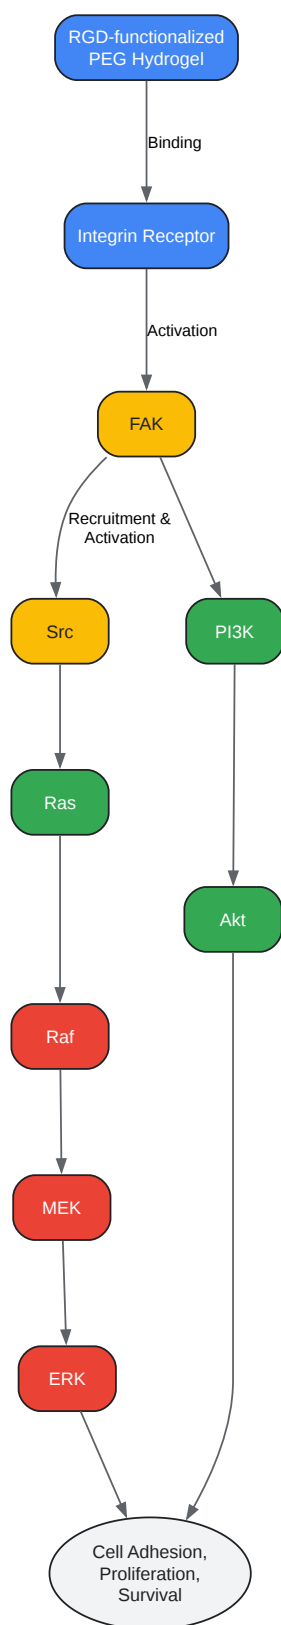 RGD-functionalized
PEG Hydrogel
Binding
Integrin Receptor
Activation
FAK
Recruitment &
Activation
Src
PI3K
Ras
Akt
Raf
MEK
ERK
Cell Adhesion,
Proliferation,
Survival